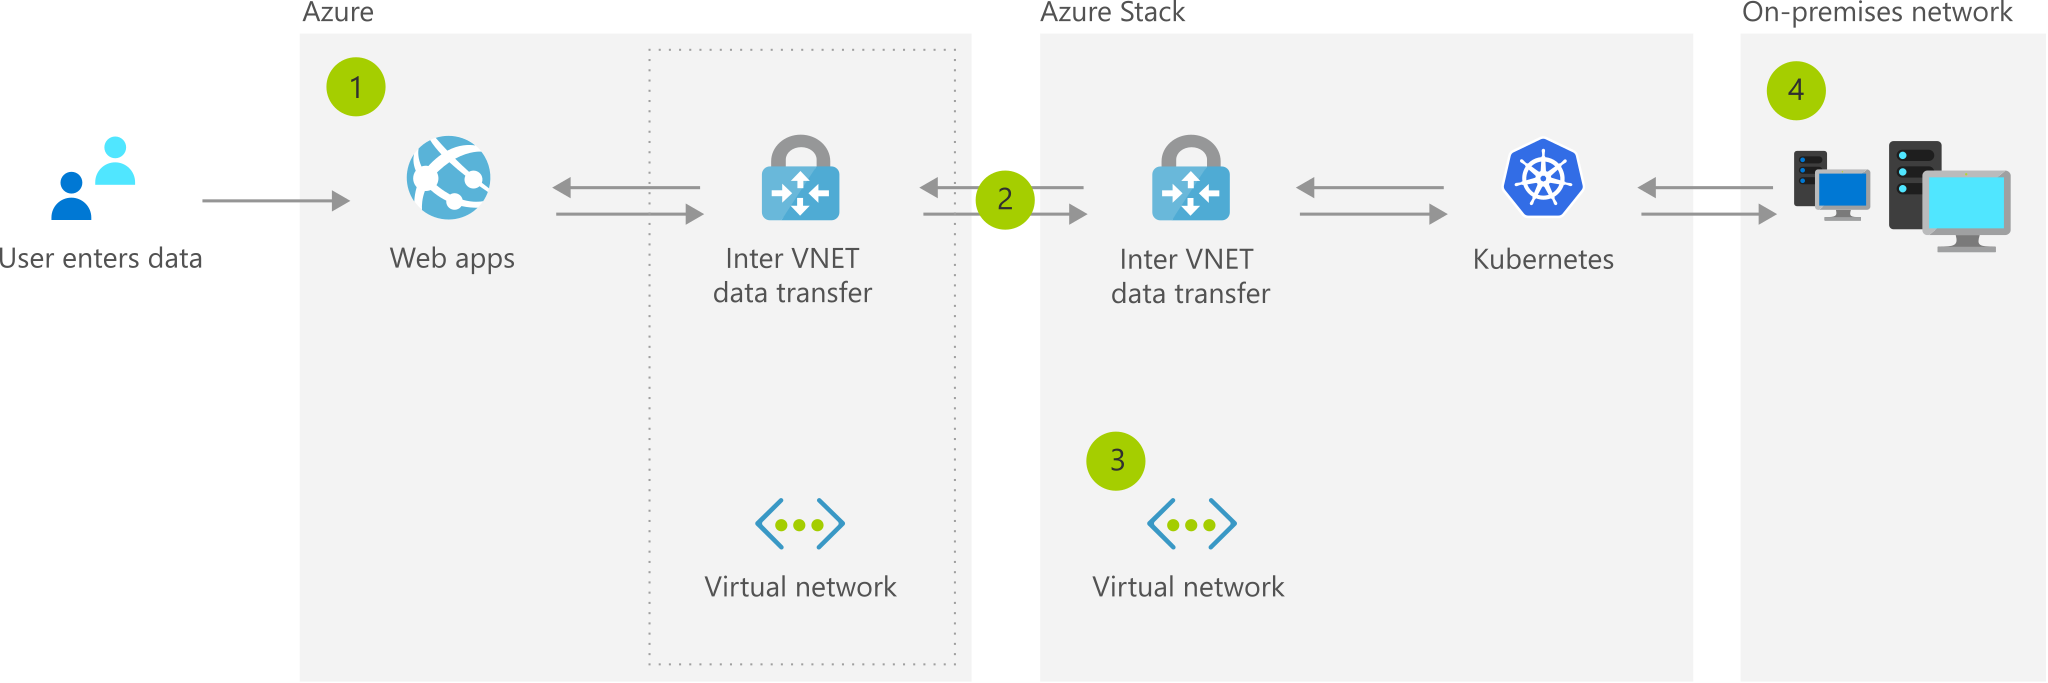 Azure
Azure Stack
On-premises network
1
4
2
User enters data
Web apps
Inter VNET
data transfer
Inter VNET
data transfer
Kubernetes
3
Virtual network
Virtual network